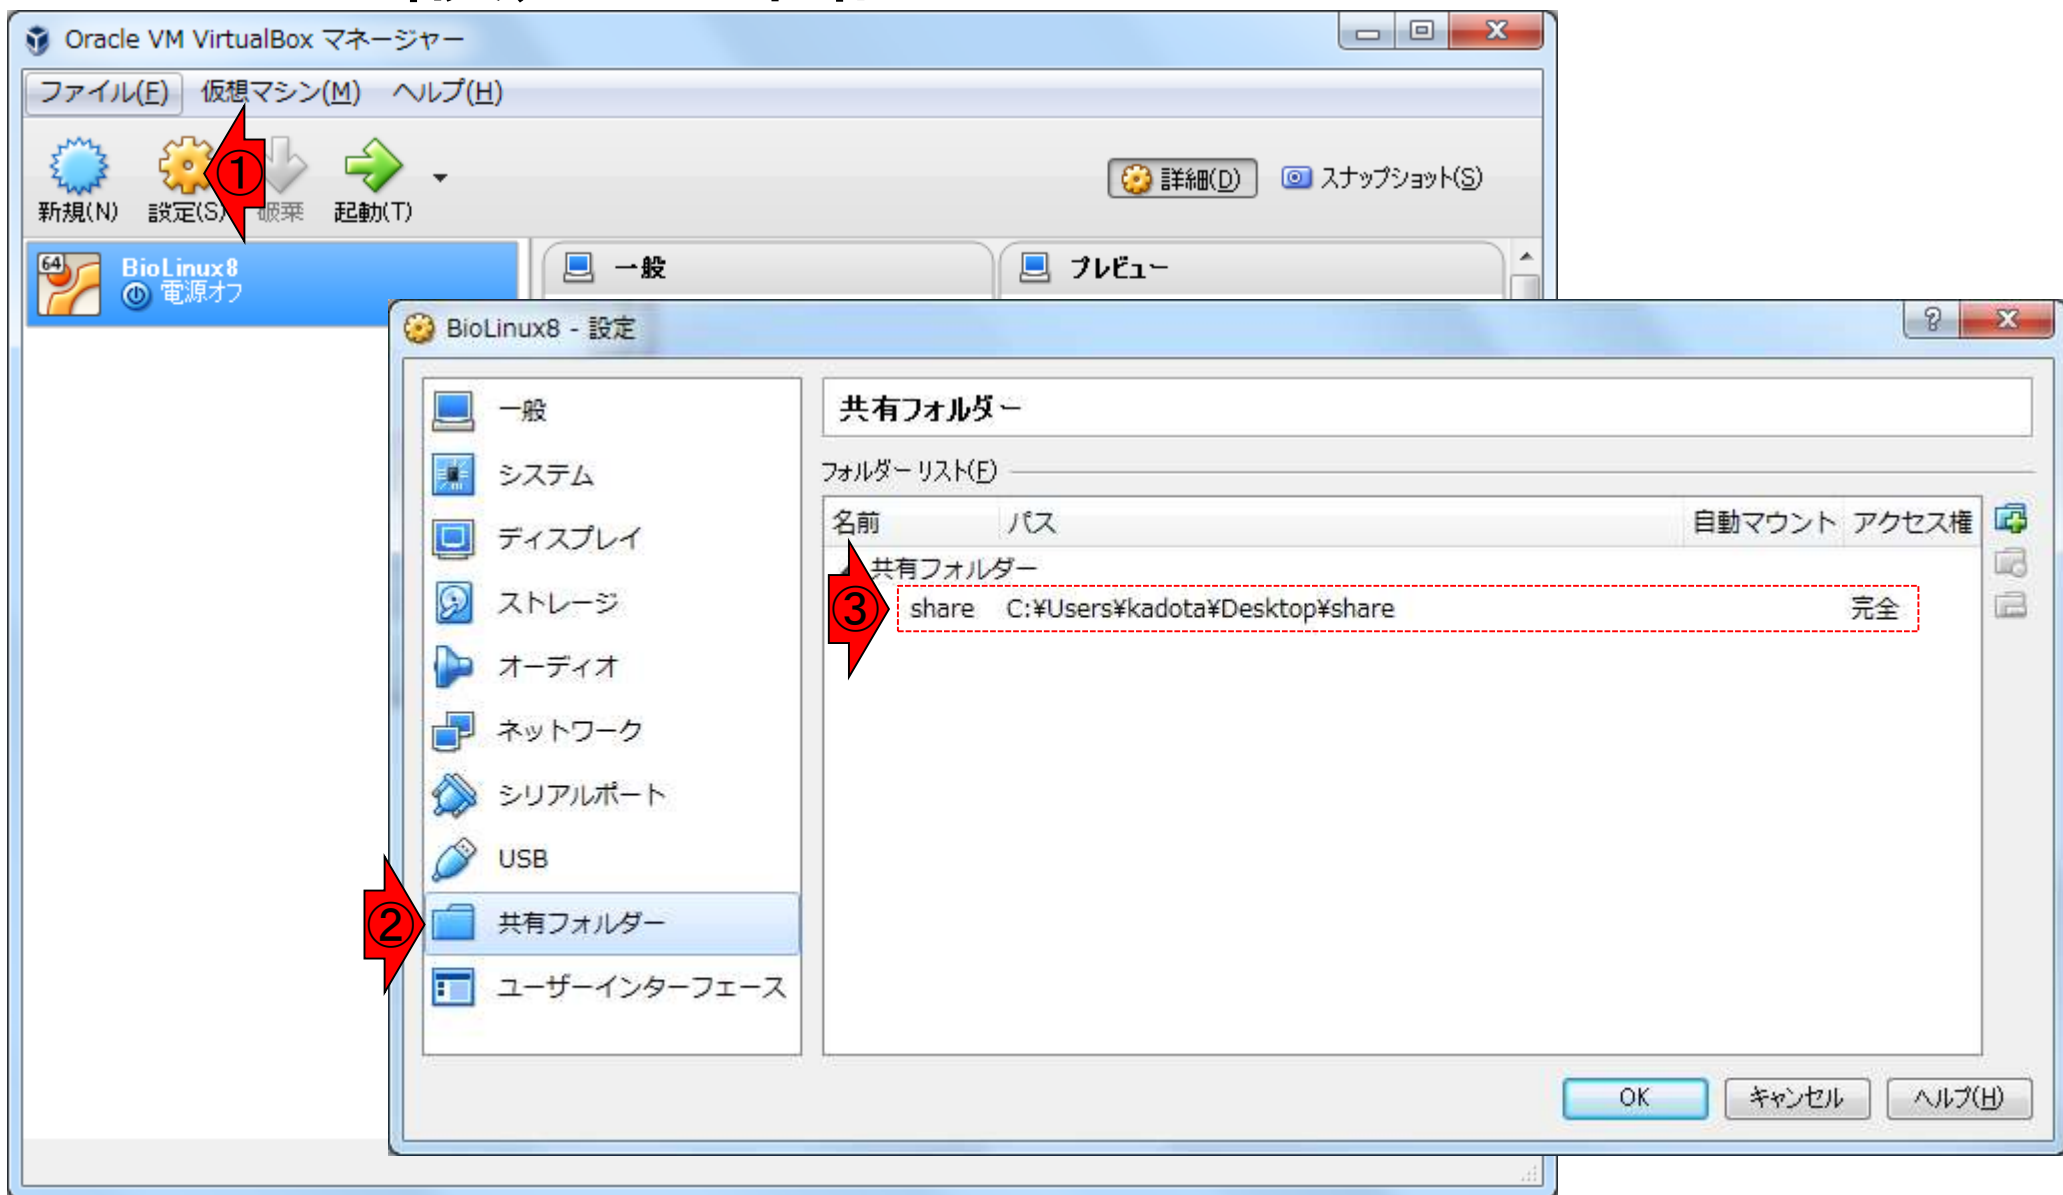 Oracle VM VirtualBox マネージャー
ファイル(F) 仮想マシン(M) ヘルプ(H)
①
新規(N) 設定(S) 破棄 起動(T)
詳細(D) スナップショット(S)
64
BioLinux8
電源オフ
一般
プレビュー
BioLinux8 - 設定
一般
システム
ディスプレイ
ストレージ
オーディオ
ネットワーク
シリアルポート
USB
②
共有フォルダー
ユーザーインターフェース
共有フォルダー
フォルダーリスト(F)
名前 パス 自動マウント アクセス権
共有フォルダー
③
share C:¥Users¥kadota¥Desktop¥share 完全
OK キャンセル ヘルプ(H)